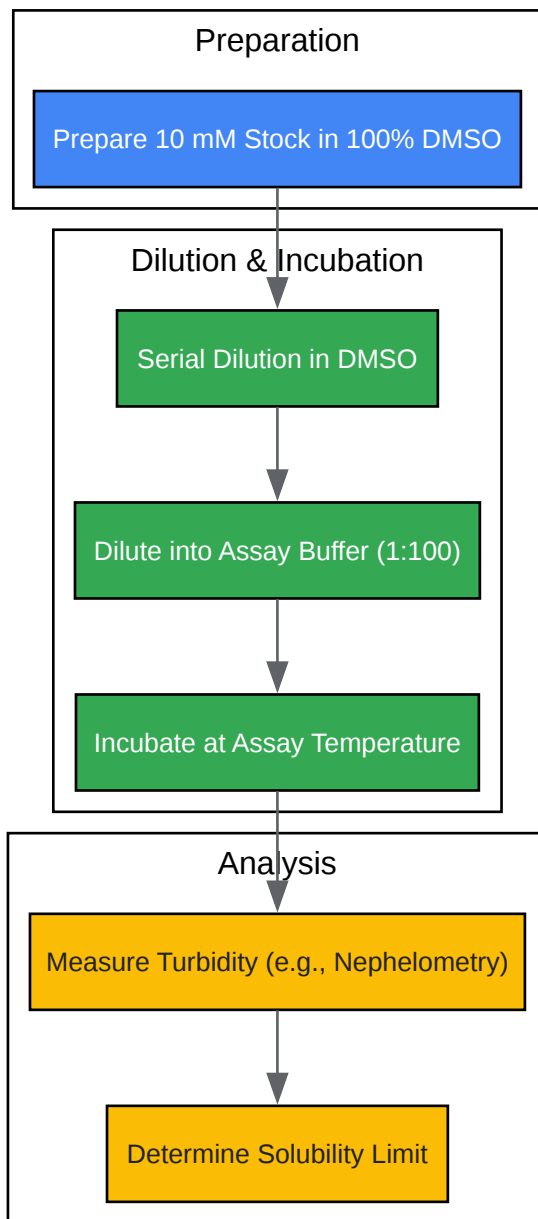 Preparation
Prepare 10 mM Stock in 100% DMSO
Dilution & Incubation
Serial Dilution in DMSO
Dilute into Assay Buffer (1:100)
Incubate at Assay Temperature
Analysis
Measure Turbidity (e.g., Nephelometry)
Determine Solubility Limit